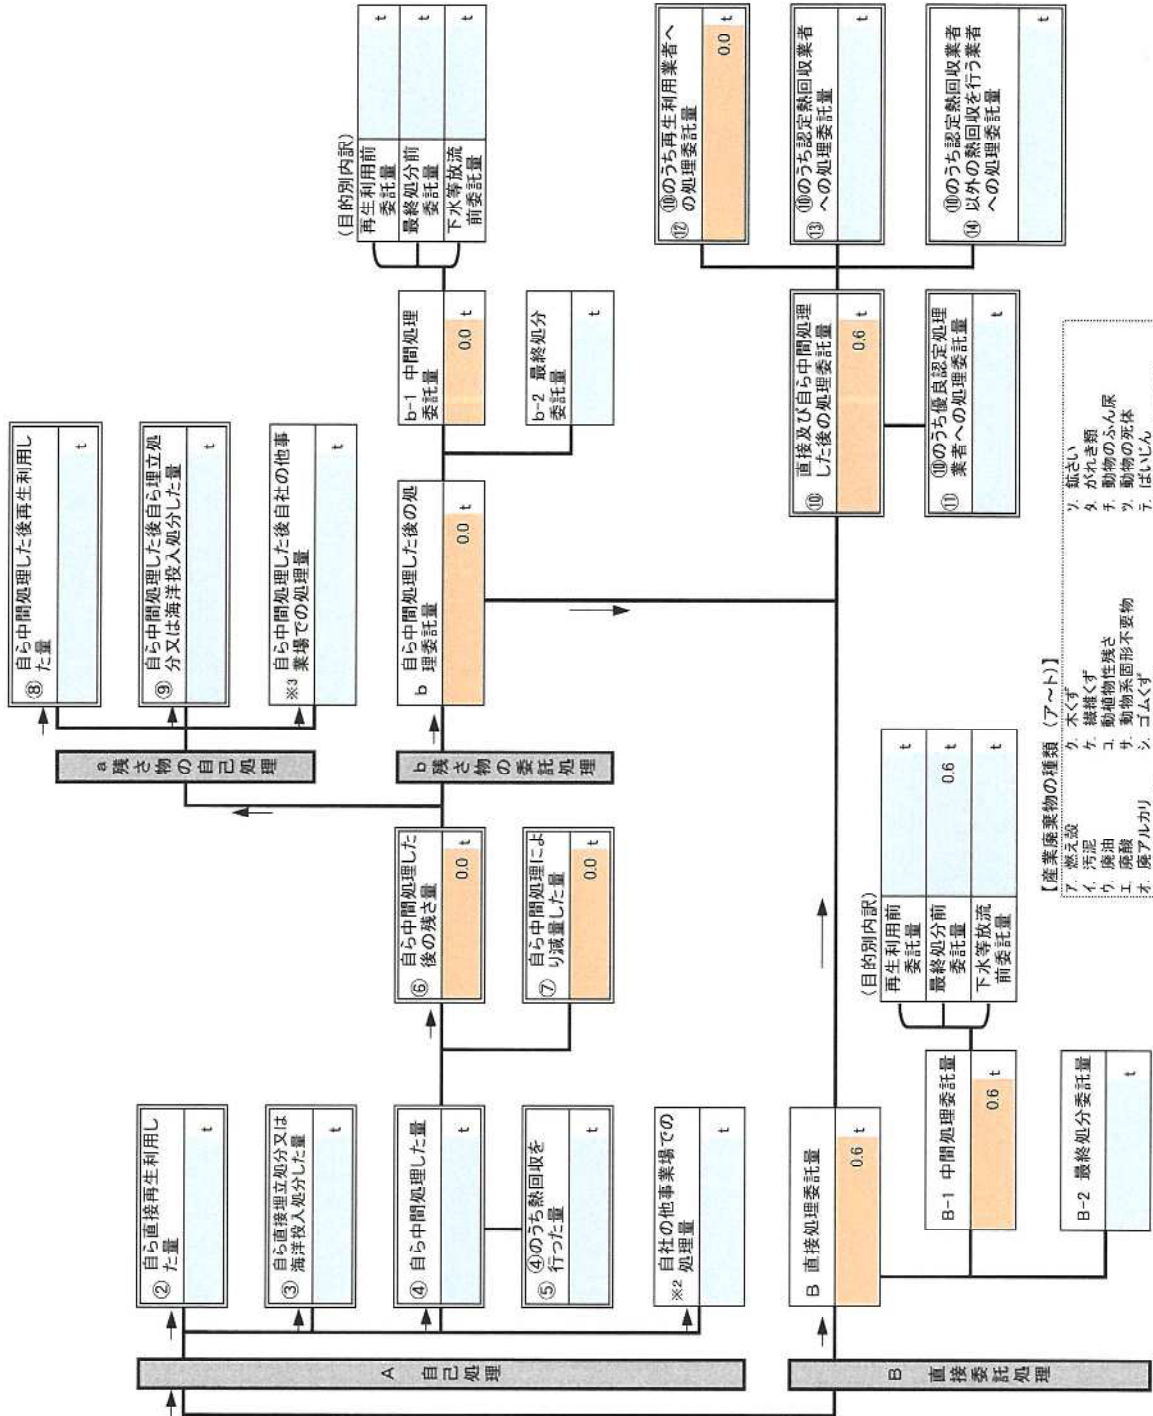 A 自己処理
② 自ら直接再生利用し
た量
t
③ 自ら直接埋立処分又は
海洋投入処分した量
t
④ 自ら中間処理した量
t
⑤ ④のうち熱回収を
行った量
t
※2 自社の他事業場での
処理量
t
⑥ 自ら中間処理した
後の残さ量
0.0 t
⑦ 自ら中間処理によ
り減量した量
0.0 t
a 残さ物の自己処理
⑧ 自ら中間処理した後再生利用し
た量
t
⑨ 自ら中間処理した後自ら埋立処
分又は海洋投入処分した量
t
※3 自ら中間処理した後自社の他事
業場での処理量
t
b 残さ物の委託処理
b 自ら中間処理した後の処
理委託量
0.0 t
b-1 中間処理
委託量
0.0 t
b-2 最終処分
委託量
t
(目的別内訳)
再生利用前
委託量
t
最終処分前
委託量
t
下水等放流
前委託量
t
B 直接委託処理
B 直接処理委託量
0.6 t
B-1 中間処理委託量
0.6 t
B-2 最終処分委託量
t
(目的別内訳)
再生利用前
委託量
t
最終処分前
委託量
0.6 t
下水等放流
前委託量
t
⑩ 直接及び自ら中間処理
した後の処理委託量
0.6 t
⑪ ⑩のうち優良認定処理
業者への処理委託量
t
⑫ ⑩のうち再生利用業者へ
の処理委託量
0.0 t
⑬ ⑩のうち認定熱回収業者
への処理委託量
t
⑭ ⑩のうち認定熱回収業者
以外の熱回収を行う業者
への処理委託量
t
【産業廃棄物の種類 (ア～ト)】
ア. 燃え殻 ク. 木くず ソ. 鉱さい
イ. 汚泥 ケ. 繊維くず タ. がれき類
ウ. 廃油 コ. 動植物性残さ チ. 動物のふん尿
エ. 廃酸 サ. 動物系固形不要物 ツ. 動物の死体
オ. 廃アルカリ シ. ゴムくず テ. ばいじん